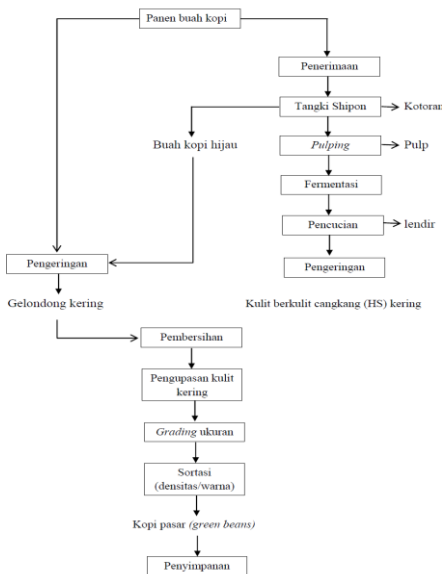 Panen buah kopi
Penerimaan
Tangki Shipon
Kotoran
Buah kopi hijau
Pulping
Pulp
Fermentasi
Pencucian
lendir
Pengeringan
Pengeringan
Gelondong kering
Kulit berkulit cangkang (HS) kering
Pembersihan
Pengupasan kulit
kering
Grading ukuran
Sortasi
(densitas/warna)
Kopi pasar (green beans)
Penyimpanan